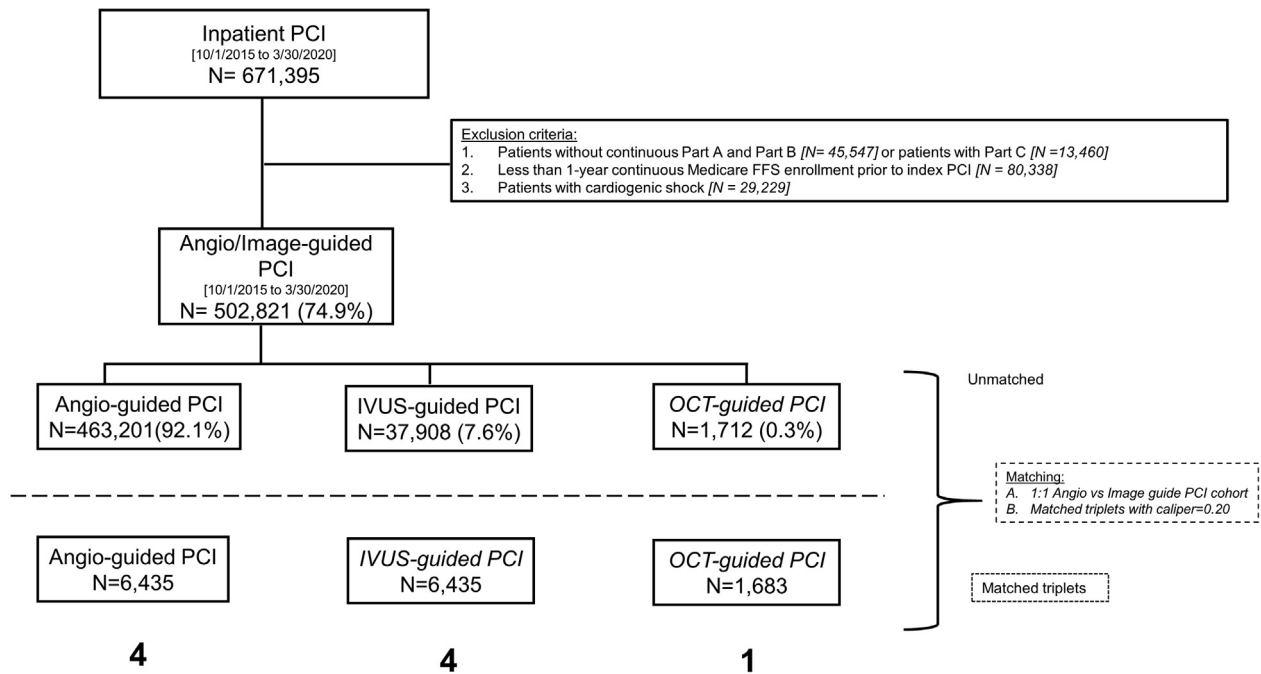 Inpatient PCI
[10/1/2015 to 3/30/2020]
N= 671,395
Exclusion criteria:
1. Patients without continuous Part A and Part B [N= 45,547] or patients with Part C [N =13,460]
2. Less than 1-year continuous Medicare FFS enrollment prior to index PCI [N = 80,338]
3. Patients with cardiogenic shock [N = 29,229]
Angio/Image-guided
PCI
[10/1/2015 to 3/30/2020]
N= 502,821 (74.9%)
Angio-guided PCI
N=463,201(92.1%)
IVUS-guided PCI
N=37,908 (7.6%)
OCT-guided PCI
N=1,712 (0.3%)
Unmatched
Matching:
A. 1:1 Angio vs Image guide PCI cohort
B. Matched triplets with caliper=0.20
Angio-guided PCI
N=6,435
IVUS-guided PCI
N=6,435
OCT-guided PCI
N=1,683
Matched triplets
4
4
1